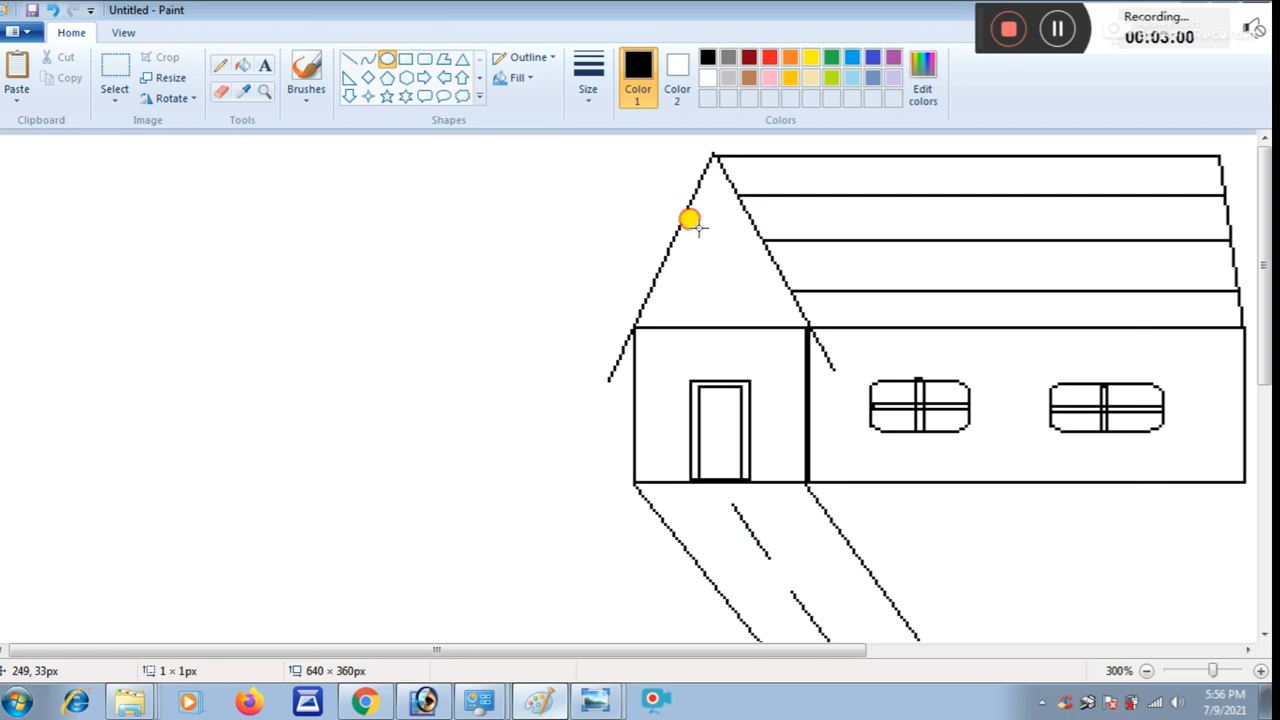 Untitled - Paint
Recording...
00:05:00
Home
View
Paste
Cut
Copy
Clipboard
Select
Crop
Resize
Rotate
Image
A
Tools
Brushes
Shapes
Outline
Fill
Size
Color 1
Color 2
Edit colors
Colors
249, 33px
1 × 1px
640 × 360px
300%
5:56 PM
7/9/2021